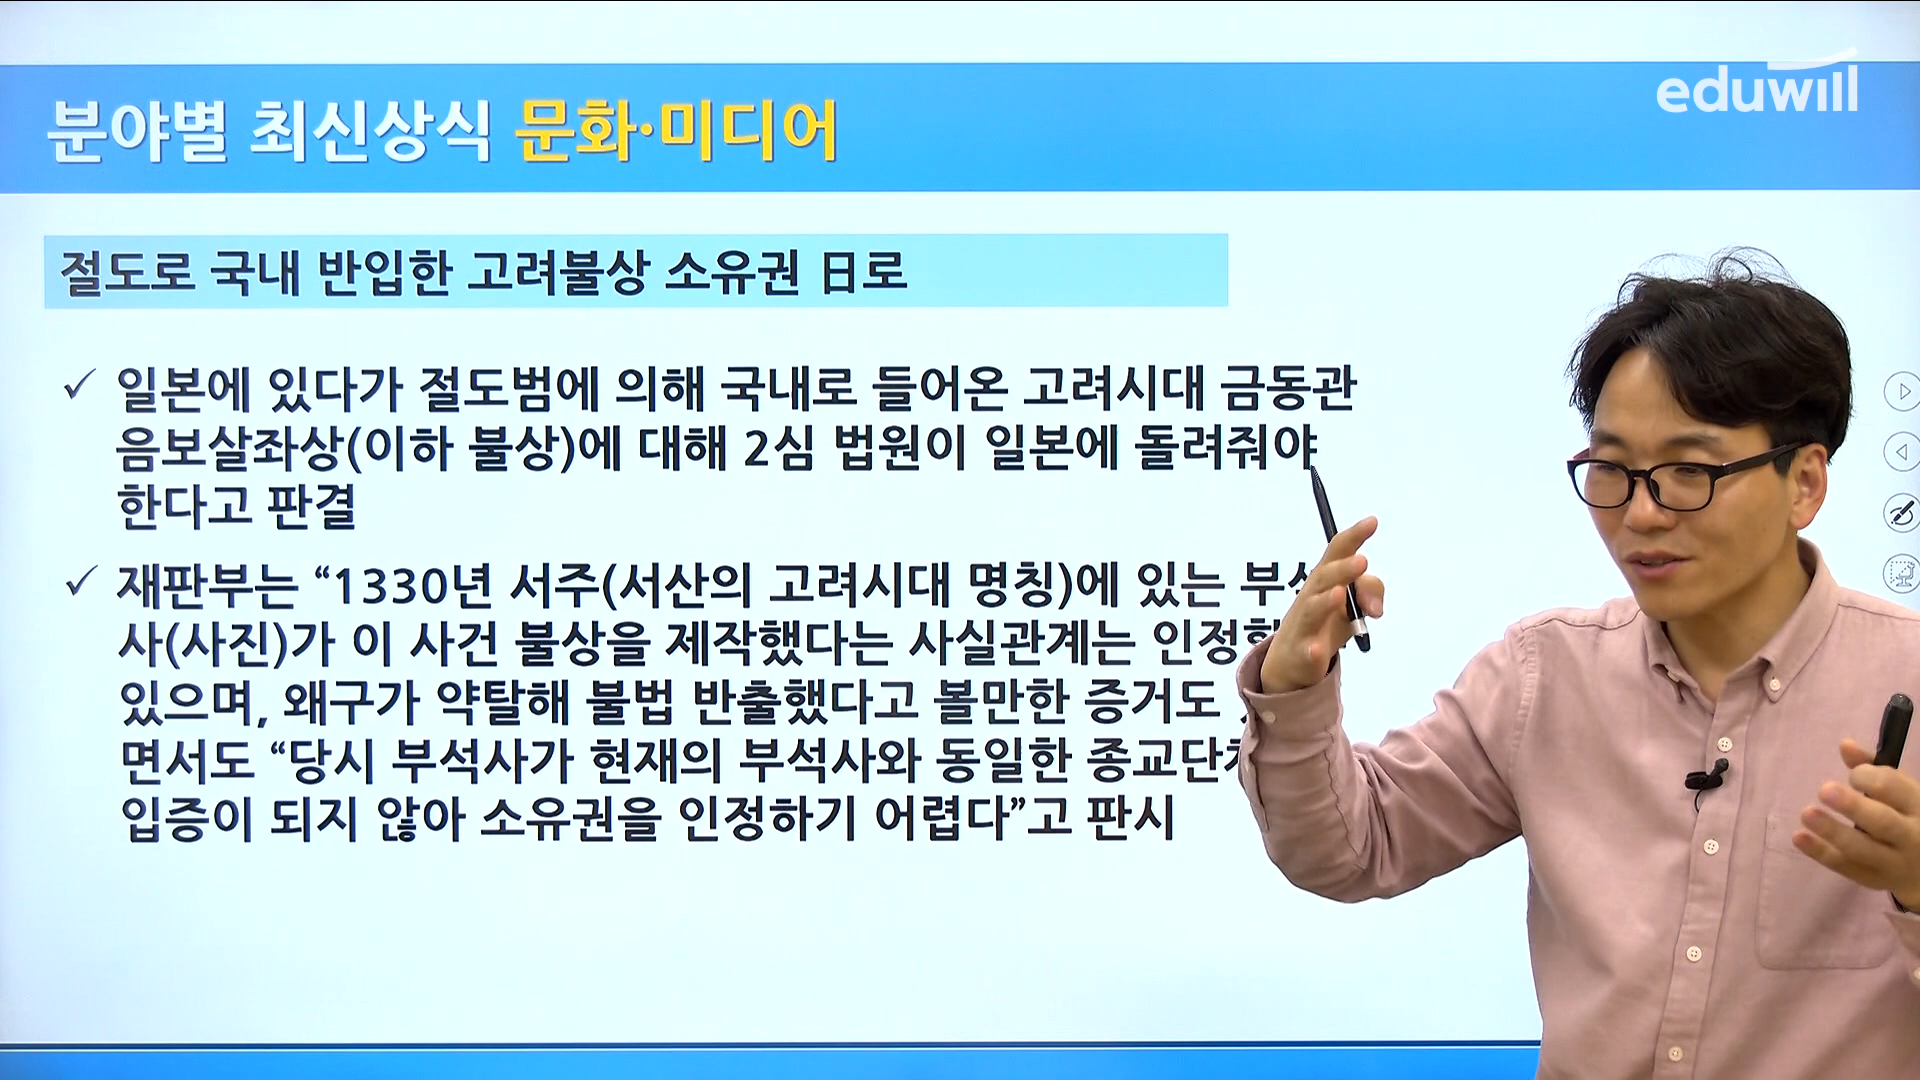 eduwill
분야별 최신상식 문화·미디어
절도로 국내 반입한 고려불상 소유권 日로
✓ 일본에 있다가 절도범에 의해 국내로 들어온 고려시대 금동관
음보살좌상(이하 불상)에 대해 2심 법원이 일본에 돌려줘야
한다고 판결
✓ 재판부는 “1330년 서주(서산의 고려시대 명칭)에 있는
사(사진)가 이 사건 불상을 제작했다는 사실관계는
있으며, 왜구가 약탈해 불법 반출했다고 볼만한 증거도
면서도 “당시 부석사가 현재의 부석사와 동일한
입증이 되지 않아 소유권을 인정하기 어렵다”고 판시